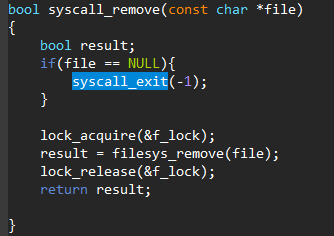 bool syscall_remove(const char *file)
{
    bool result;
    if(file == NULL){
        syscall_exit(-1);
    }

    lock_acquire(&f_lock);
    result = filesys_remove(file);
    lock_release(&f_lock);
    return result;

}